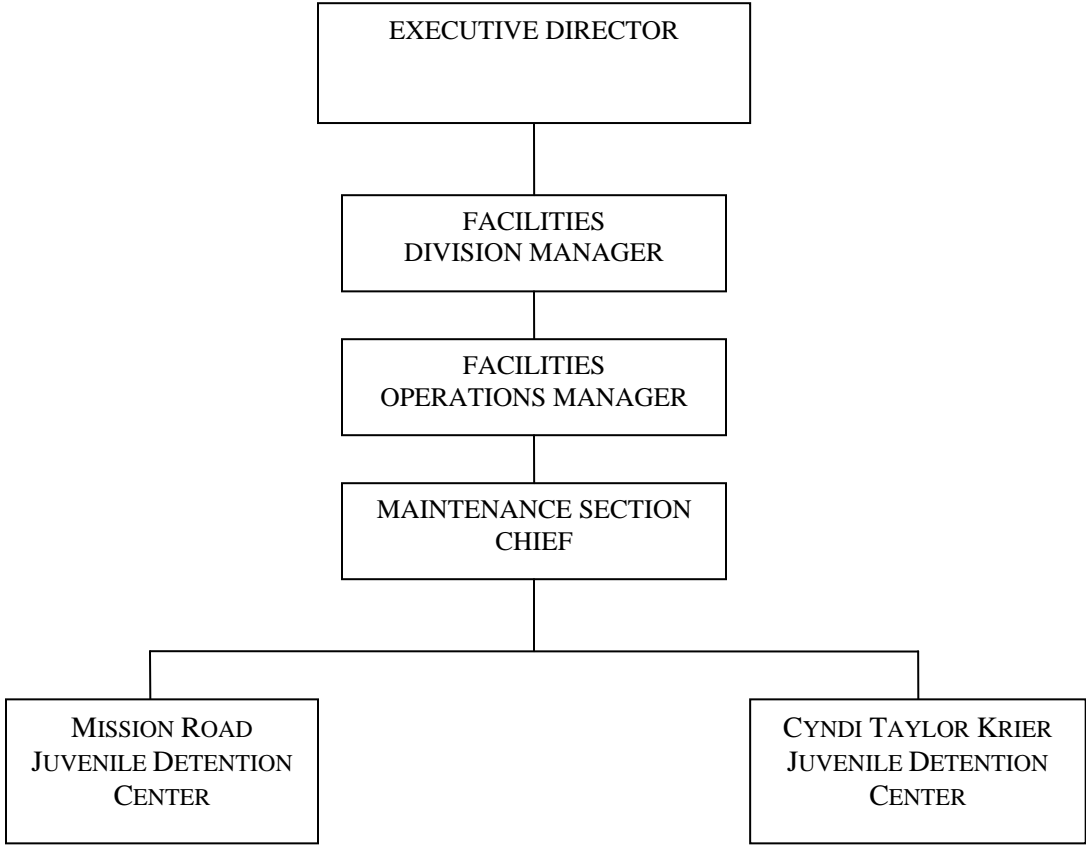 EXECUTIVE DIRECTOR
FACILITIES
DIVISION MANAGER
FACILITIES
OPERATIONS MANAGER
MAINTENANCE SECTION
CHIEF
MISSION ROAD
JUVENILE DETENTION
CENTER
CYNDI TAYLOR KRIER
JUVENILE DETENTION
CENTER